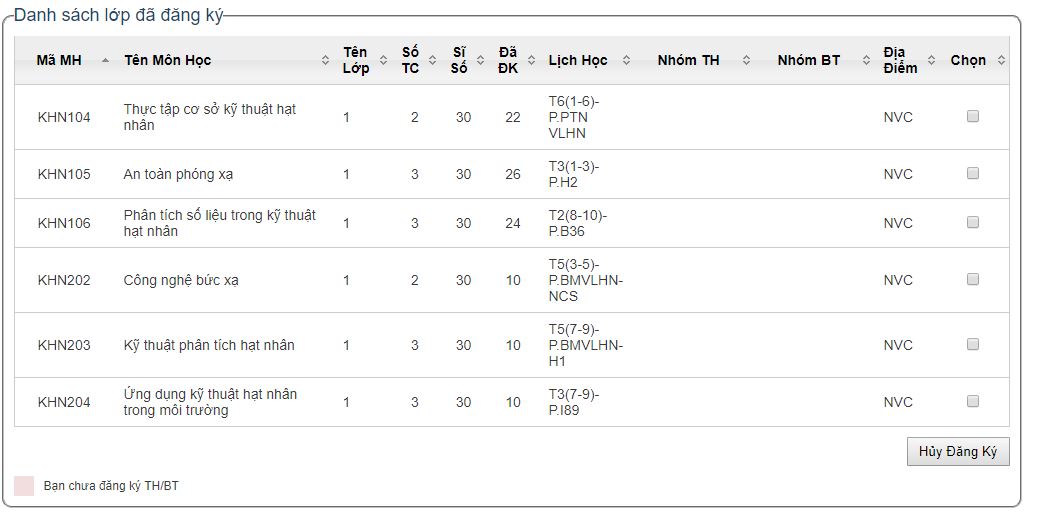 Danh sách lớp đã đăng ký
Mã MH Tên Môn Học Tên Lớp Số TC Sĩ Số Đã ĐK Lịch Học Nhóm TH Nhóm BT Địa Điểm Chọn
KHN104 Thực tập cơ sở kỹ thuật hạt nhân 1 2 30 22 T6(1-6)-P.PTN VLHN NVC
KHN105 An toàn phóng xạ 1 3 30 26 T3(1-3)-P.H2 NVC
KHN106 Phân tích số liệu trong kỹ thuật hạt nhân 1 3 30 24 T2(8-10)-P.B36 NVC
KHN202 Công nghệ bức xạ 1 2 30 10 T5(3-5)-P.BMVLHN-NCS NVC
KHN203 Kỹ thuật phân tích hạt nhân 1 3 30 10 T5(7-9)-P.BMVLHN-H1 NVC
KHN204 Ứng dụng kỹ thuật hạt nhân trong môi trường 1 3 30 10 T3(7-9)-P.I89 NVC
Hủy Đăng Ký
Bạn chưa đăng ký TH/BT